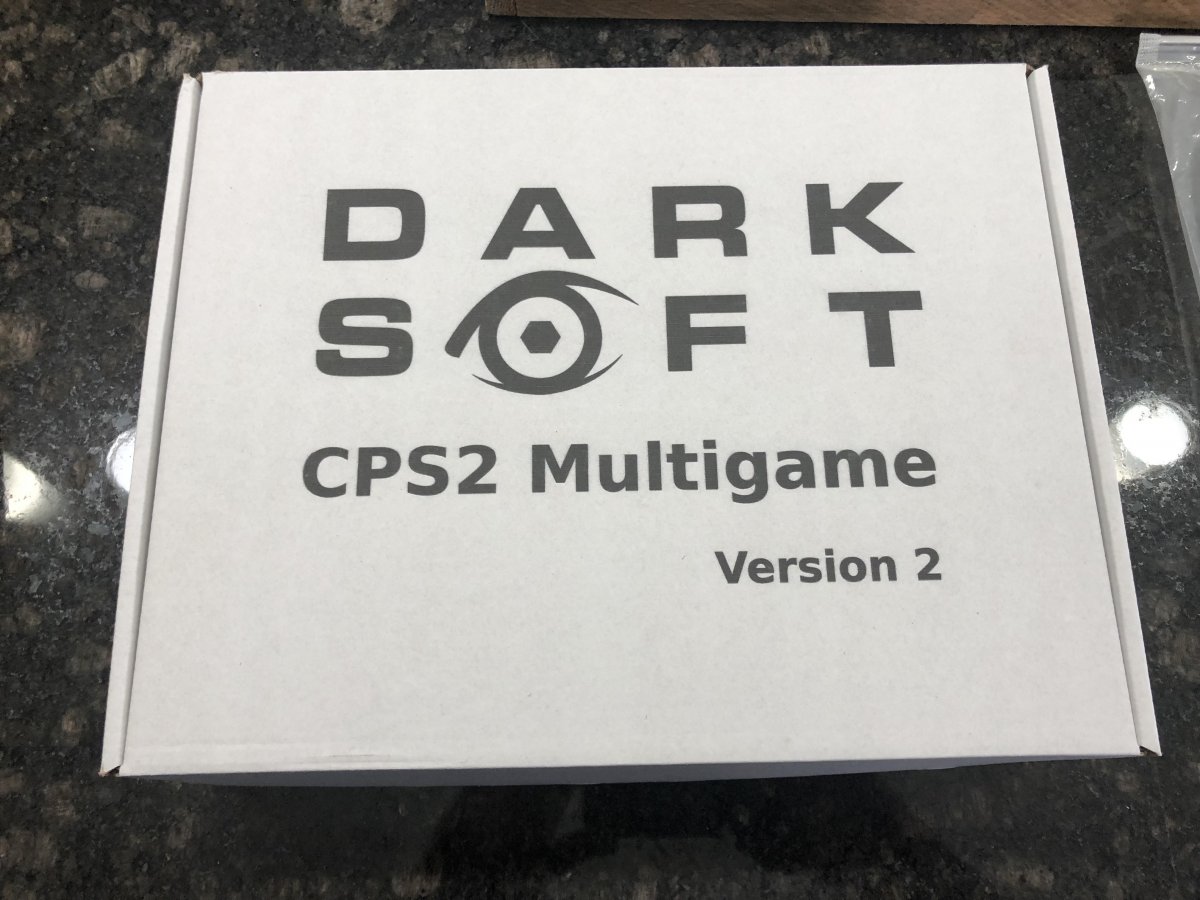 DARK
SOFT
CPS2 Multigame
Version 2